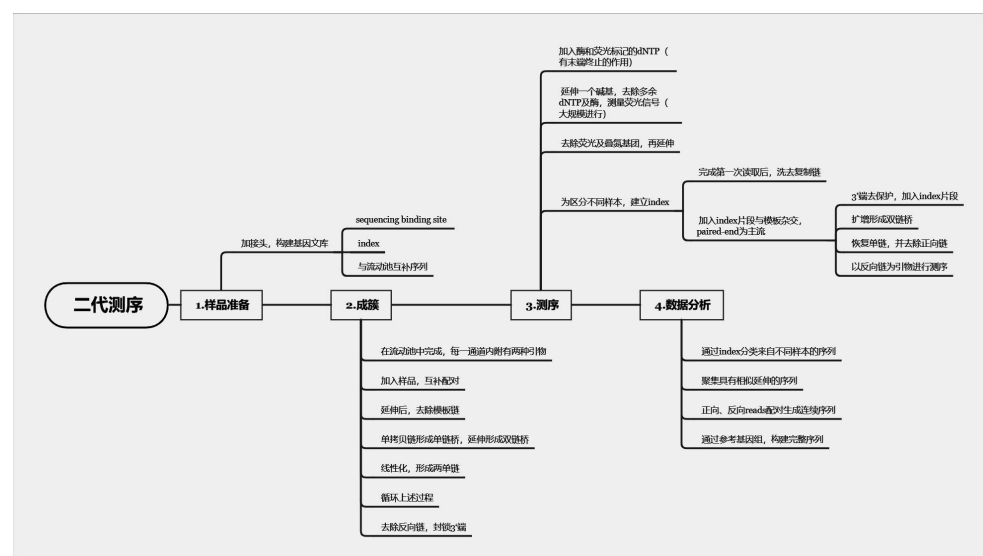 二代测序
1.样品准备
加接头，构建基因文库
sequencing binding site
index
与流动池互补序列
2.成簇
在流动池中完成，每一通道内附有两种引物
加入样品，互补配对
延伸后，去除模板链
单拷贝链形成单链桥，延伸形成双链桥
线性化，形成两单链
循环上述过程
去除反向链，封锁3'端
3.测序
加入酶和荧光标记的dNTP（
有末端终止的作用）
延伸一个碱基，去除多余
dNTP及酶，测量荧光信号（
大规模进行）
去除荧光及叠氮基团，再延伸
为区分不同样本，建立index
完成第一次读取后，洗去复制链
加入index片段与模板杂交，
paired-end为主流
3'端去保护，加入index片段
扩增形成双链桥
恢复单链，并去除正向链
以反向链为引物进行测序
4.数据分析
通过index分类来自不同样本的序列
聚集具有相似延伸的序列
正向、反向reads配对生成连续序列
通过参考基因组，构建完整序列